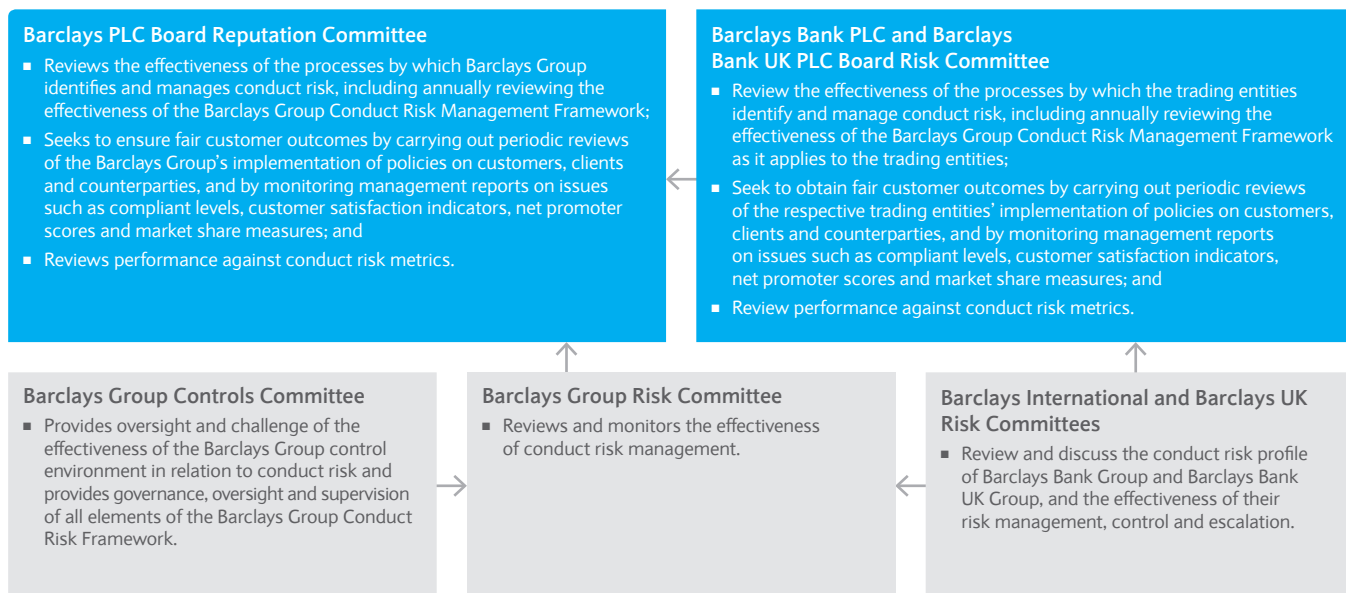 Barclays PLC Board Reputation Committee
■ Reviews the effectiveness of the processes by which Barclays Group
identifies and manages conduct risk, including annually reviewing the
effectiveness of the Barclays Group Conduct Risk Management Framework;
■ Seeks to ensure fair customer outcomes by carrying out periodic reviews
of the Barclays Group's implementation of policies on customers, clients
and counterparties, and by monitoring management reports on issues
such as compliant levels, customer satisfaction indicators, net promoter
scores and market share measures; and
■ Reviews performance against conduct risk metrics.
Barclays Bank PLC and Barclays
Bank UK PLC Board Risk Committee
■ Review the effectiveness of the processes by which the trading entities
identify and manage conduct risk, including annually reviewing the
effectiveness of the Barclays Group Conduct Risk Management Framework
as it applies to the trading entities;
■ Seek to obtain fair customer outcomes by carrying out periodic reviews
of the respective trading entities' implementation of policies on customers,
clients and counterparties, and by monitoring management reports
on issues such as compliant levels, customer satisfaction indicators,
net promoter scores and market share measures; and
■ Review performance against conduct risk metrics.
Barclays Group Controls Committee
■ Provides oversight and challenge of the
effectiveness of the Barclays Group control
environment in relation to conduct risk and
provides governance, oversight and supervision
of all elements of the Barclays Group Conduct
Risk Framework.
Barclays Group Risk Committee
■ Reviews and monitors the effectiveness
of conduct risk management.
Barclays International and Barclays UK
Risk Committees
■ Review and discuss the conduct risk profile
of Barclays Bank Group and Barclays Bank
UK Group, and the effectiveness of their
risk management, control and escalation.